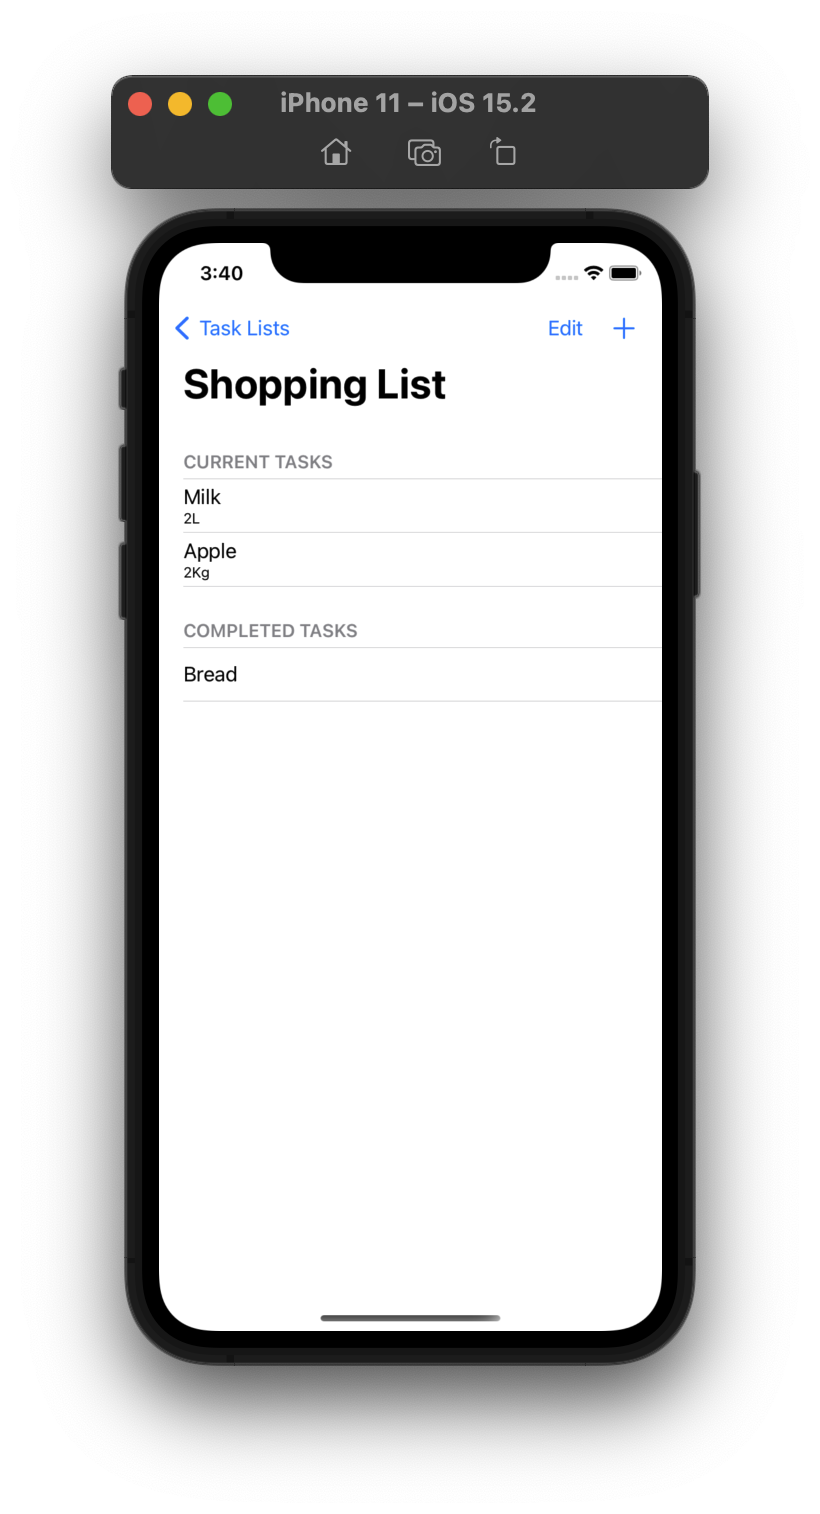 iPhone 11 – iOS 15.2
3:40
Task Lists Edit
Shopping List
CURRENT TASKS
Milk
2L
Apple
2Kg
COMPLETED TASKS
Bread